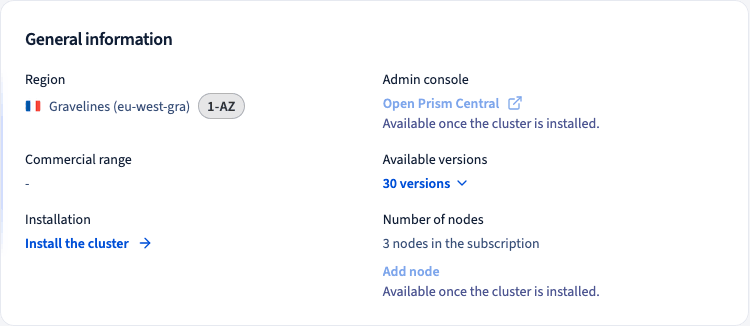 General information
Region
Gravelines (eu-west-gra) 1-AZ
Admin console
Open Prism Central
Available once the cluster is installed.
Commercial range
-
Available versions
30 versions
Installation
Install the cluster
Number of nodes
3 nodes in the subscription
Add node
Available once the cluster is installed.